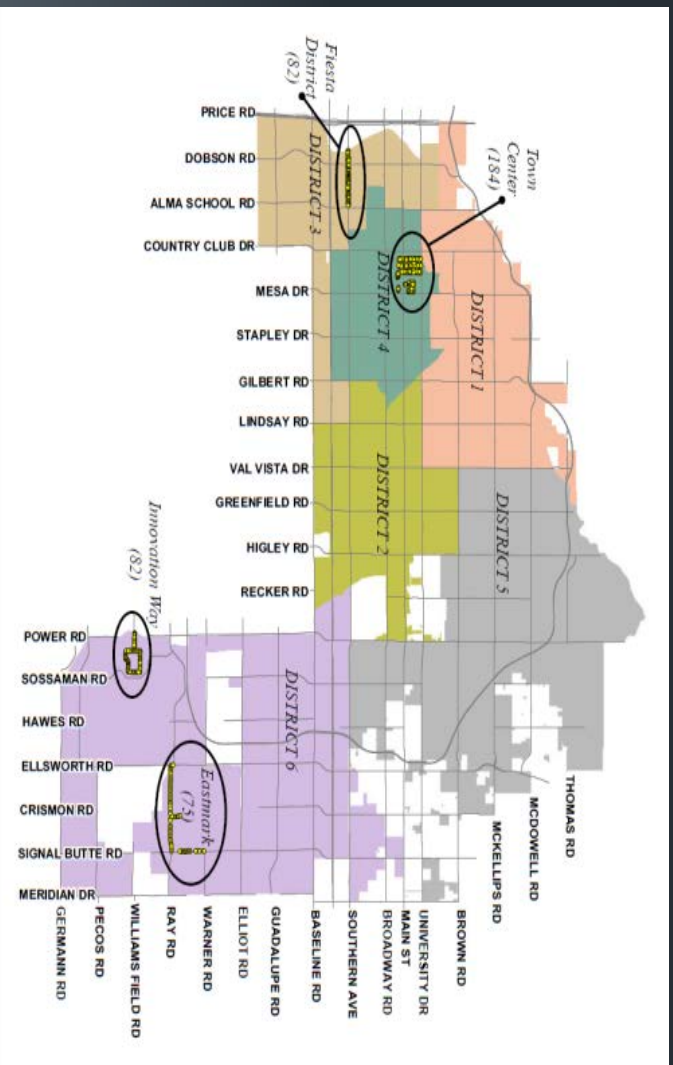 Fiesta
District
(82)
Town
Center
(184)
PRICE RD
DOBSON RD
ALMA SCHOOL RD
COUNTRY CLUB DR
MESA DR
STAPLEY DR
GILBERT RD
LINDSAY RD
VAL VISTA DR
GREENFIELD RD
HIGLEY RD
RECKER RD
POWER RD
SOSSAMAN RD
HAWES RD
ELLSWORTH RD
CRISMON RD
SIGNAL BUTTE RD
MERIDIAN DR
DISTRICT 3
DISTRICT 4
DISTRICT 1
DISTRICT 2
DISTRICT 5
DISTRICT 6
Innovation Way
(82)
Eastmark
(75)
GERMANN RD
PECOS RD
WILLIAMS FIELD RD
RAY RD
WARNER RD
ELLIOT RD
GUADALUPE RD
BASELINE RD
SOUTHERN AVE
BROADWAY RD
MAIN ST
UNIVERSITY DR
BROWN RD
MCKELLIPS RD
MCDOWELL RD
THOMAS RD